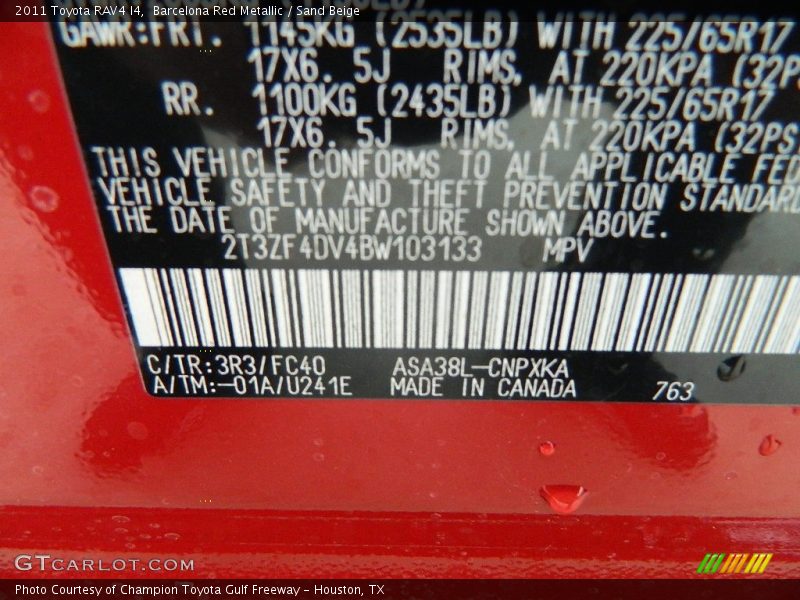 2011 Toyota RAV4 I4, Barcelona Red Metallic / Sand Beige
GAWR:FRT. 1145KG (2535LB) WITH 225/65R17
17X6. 5J RIMS, AT 220KPA (32P
RR. 1100KG (2435LB) WITH 225/65R17
17X6. 5J RIMS, AT 220KPA (32PS
THIS VEHICLE CONFORMS TO ALL APPLICABLE FED
VEHICLE SAFETY AND THEFT PREVENTION STANDARD
THE DATE OF MANUFACTURE SHOWN ABOVE.
2T3ZF4DV4BW103133 MPV
C/TR:3R3/FC40 ASA38L-CNPXKA
A/TM:-01A/U241E MADE IN CANADA 763
GTCARLOT.COM
Photo Courtesy of Champion Toyota Gulf Freeway - Houston, TX